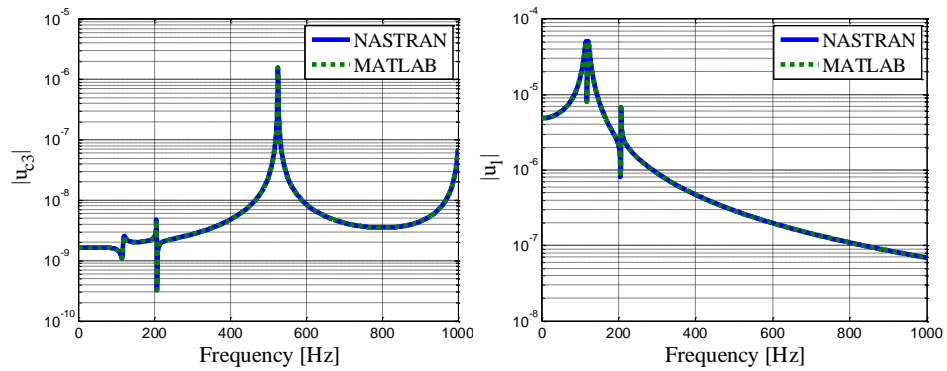 10^-5
10^-6
10^-7
10^-8
10^-9
10^-10
|u_c3|
NASTRAN
MATLAB
0 200 400 600 800 1000
Frequency [Hz]
10^-4
10^-5
10^-6
10^-7
10^-8
|u_1|
NASTRAN
MATLAB
0 200 400 600 800 1000
Frequency [Hz]